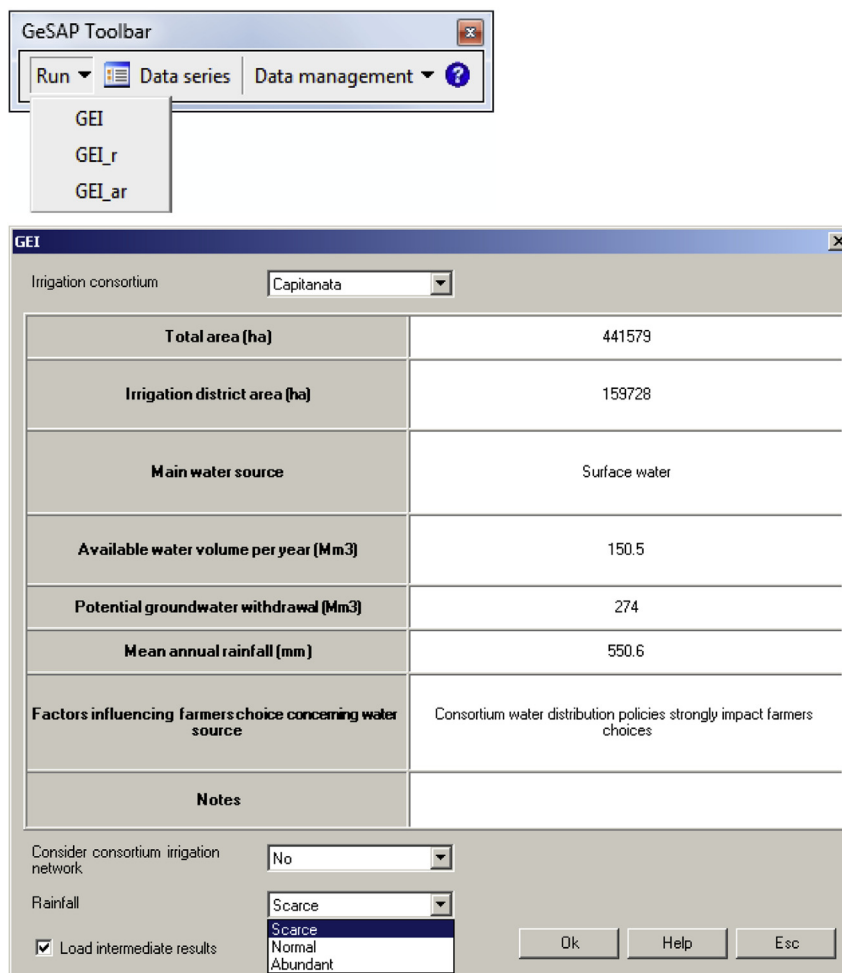 GeSAP Toolbar
Run Data series Data management ?
GEI
GEI_r
GEI_ar
GEI
Irrigation consortium Capitanata
Total area (ha) 441579
Irrigation district area (ha) 159728
Main water source Surface water
Available water volume per year (Mm3) 150.5
Potential groundwater withdrawal (Mm3) 274
Mean annual rainfall (mm) 550.6
Factors influencing farmers choice concerning water
source
Consortium water distribution policies strongly impact farmers
choices
Notes
Consider consortium irrigation
network
No
Rainfall Scarce
Scarce
Normal
Abundant
Load intermediate results
Ok Help Esc